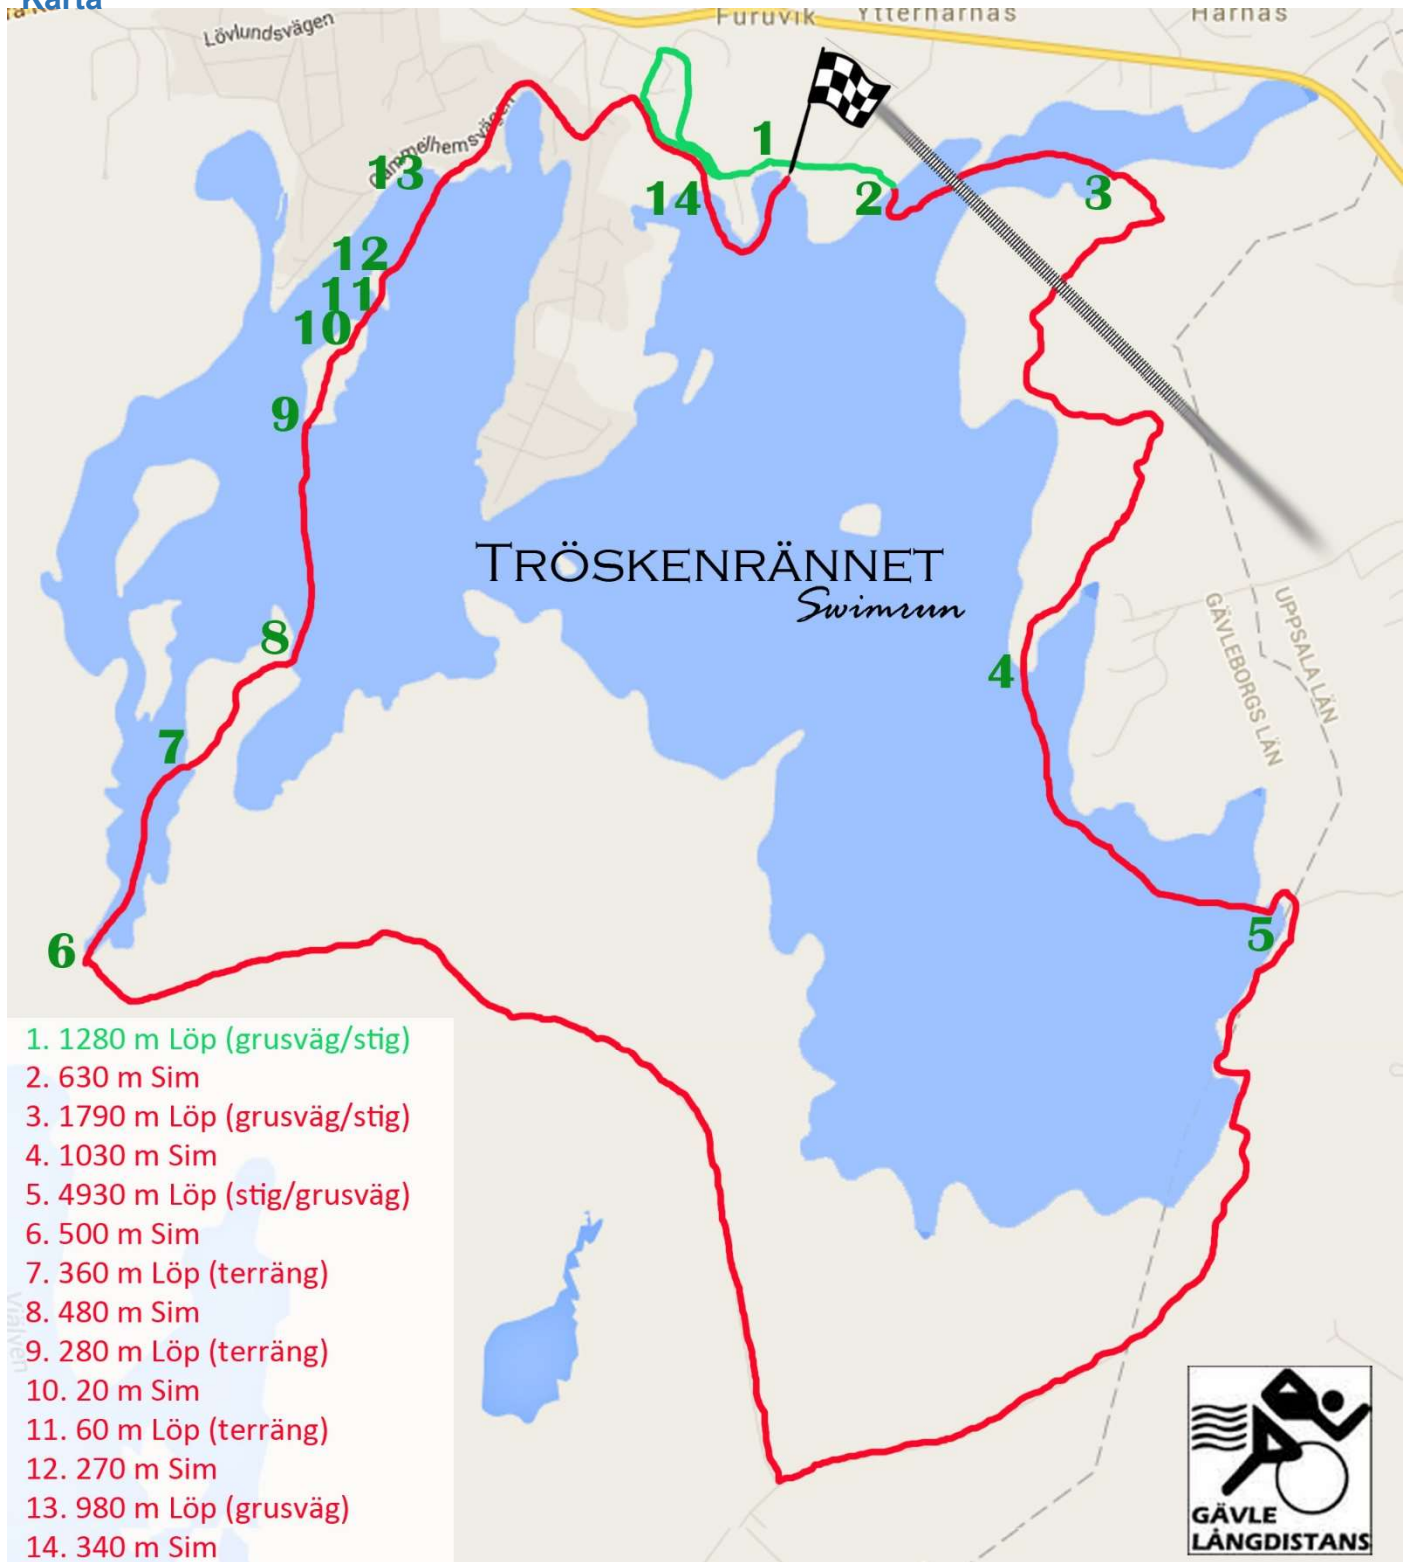 Karta
Lövlundsvägen
Furuvik
Ytterharnäs
Harnäs
Gammelhemsvägen
1
2
3
13
14
12
11
10
9
TRÖSKENRÄNNET
Swimrun
8
4
7
GÄVLEBORGS LÄN
UPPSALA LÄN
5
6
1. 1280 m Löp (grusväg/stig)
2. 630 m Sim
3. 1790 m Löp (grusväg/stig)
4. 1030 m Sim
5. 4930 m Löp (stig/grusväg)
6. 500 m Sim
7. 360 m Löp (terräng)
8. 480 m Sim
9. 280 m Löp (terräng)
10. 20 m Sim
11. 60 m Löp (terräng)
12. 270 m Sim
13. 980 m Löp (grusväg)
14. 340 m Sim
GÄVLE
LÅNGDISTANS